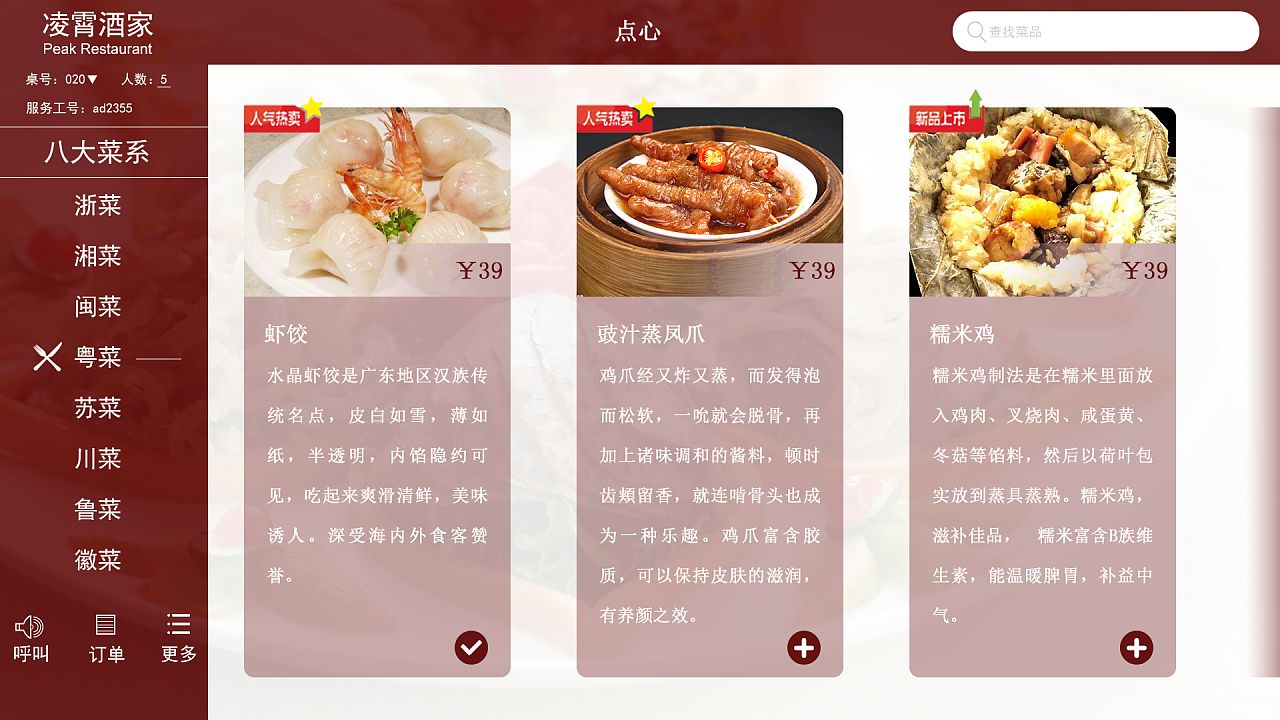 凌霄酒家
Peak Restaurant
点心
查找菜品
桌号：020▼ 人数：5
服务工号：ad2355
八大菜系
浙菜
湘菜
闽菜
粤菜
苏菜
川菜
鲁菜
徽菜
呼叫
订单
更多
人气热卖
￥39
虾饺
水晶虾饺是广东地区汉族传
统名点，皮白如雪，薄如
纸，半透明，内馅隐约可
见，吃起来爽滑清鲜，美味
诱人。深受海内外食客赞
誉。
人气热卖
￥39
豉汁蒸凤爪
鸡爪经又炸又蒸，而发得泡
而松软，一吮就会脱骨，再
加上诸味调和的酱料，顿时
齿颊留香，就连啃骨头也成
为一种乐趣。鸡爪富含胶
质，可以保持皮肤的滋润，
有养颜之效。
新品上市
￥39
糯米鸡
糯米鸡制法是在糯米里面放
入鸡肉、叉烧肉、咸蛋黄、
冬菇等馅料，然后以荷叶包
实放到蒸具蒸熟。糯米鸡，
滋补佳品， 糯米富含B族维
生素，能温暖脾胃，补益中
气。